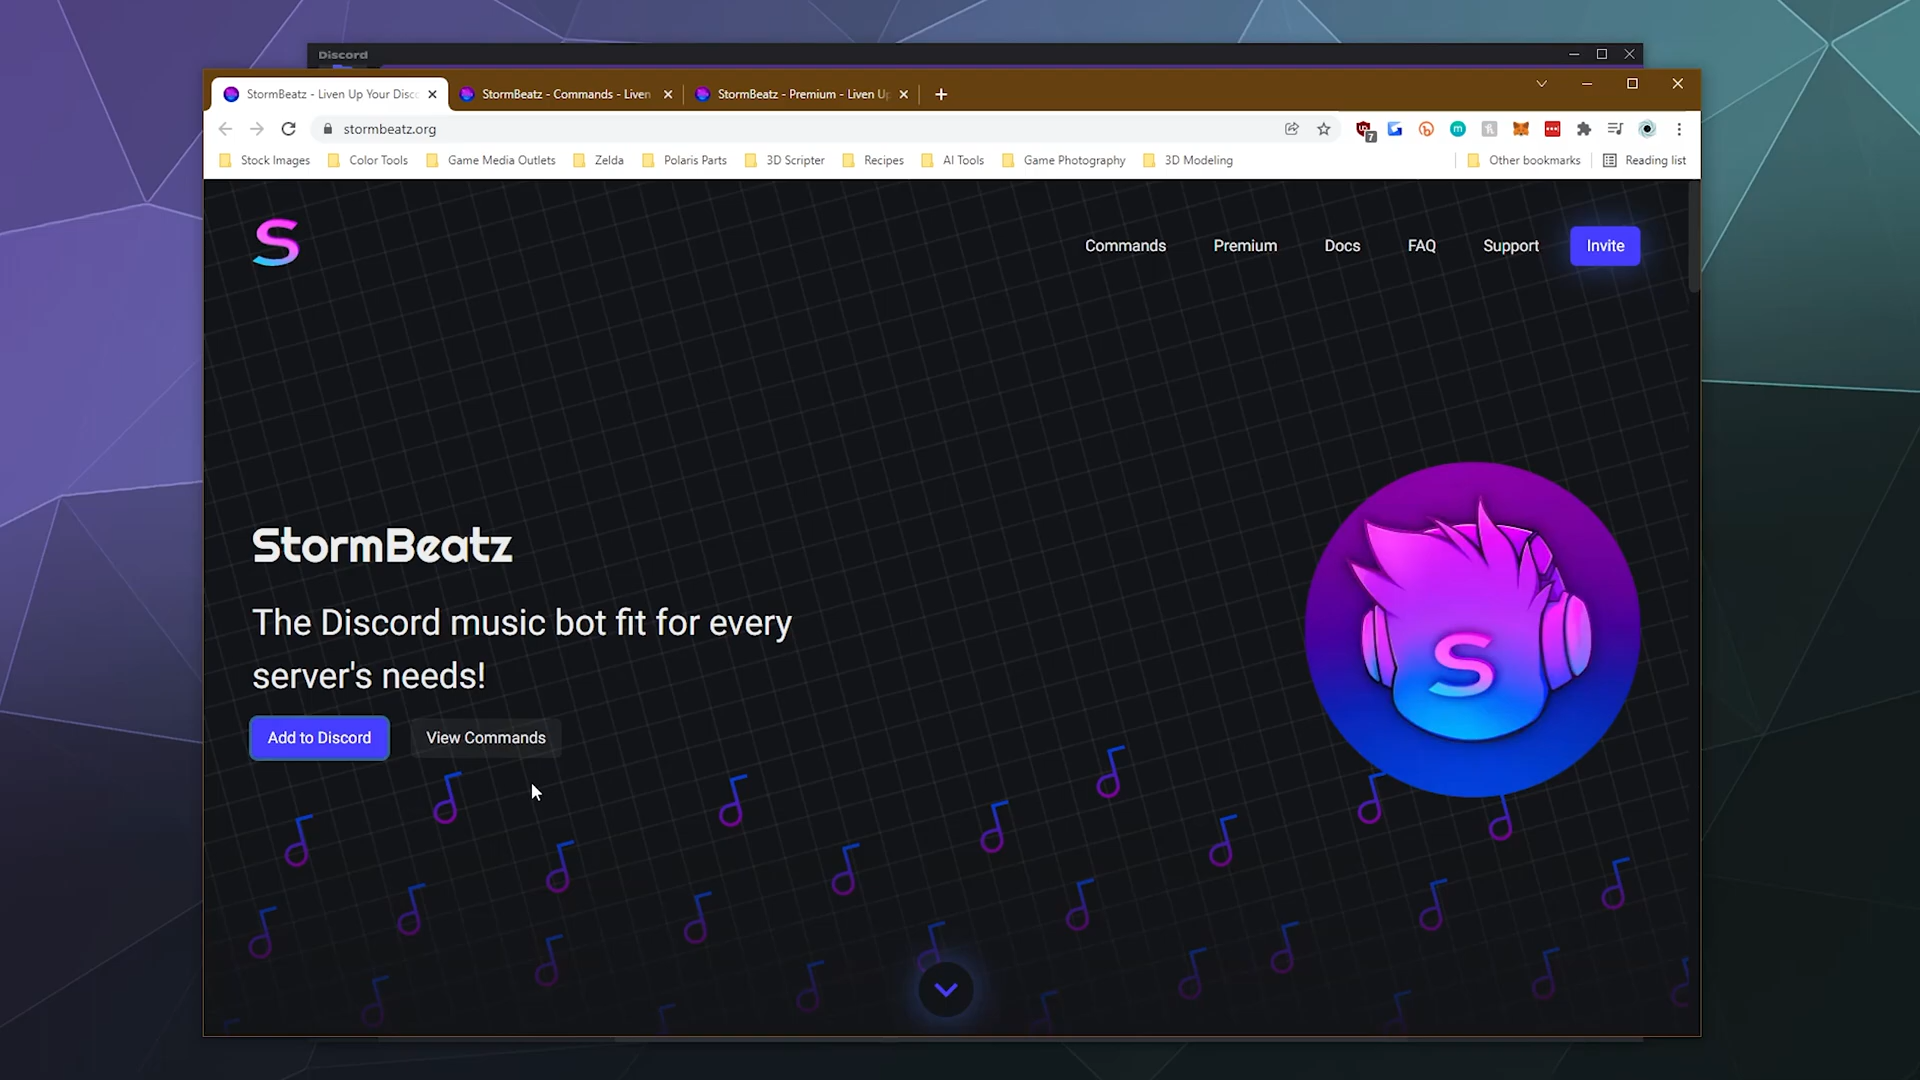 Discord
StormBeatz - Liven Up Your Disc
StormBeatz - Commands - Liven
StormBeatz - Premium - Liven Up
stormbeatz.org
7
Stock Images
Color Tools
Game Media Outlets
Zelda
Polaris Parts
3D Scripter
Recipes
AI Tools
Game Photography
3D Modeling
Other bookmarks
Reading list
S
Commands
Premium
Docs
FAQ
Support
Invite
StormBeatz
The Discord music bot fit for every
server's needs!
Add to Discord
View Commands
S